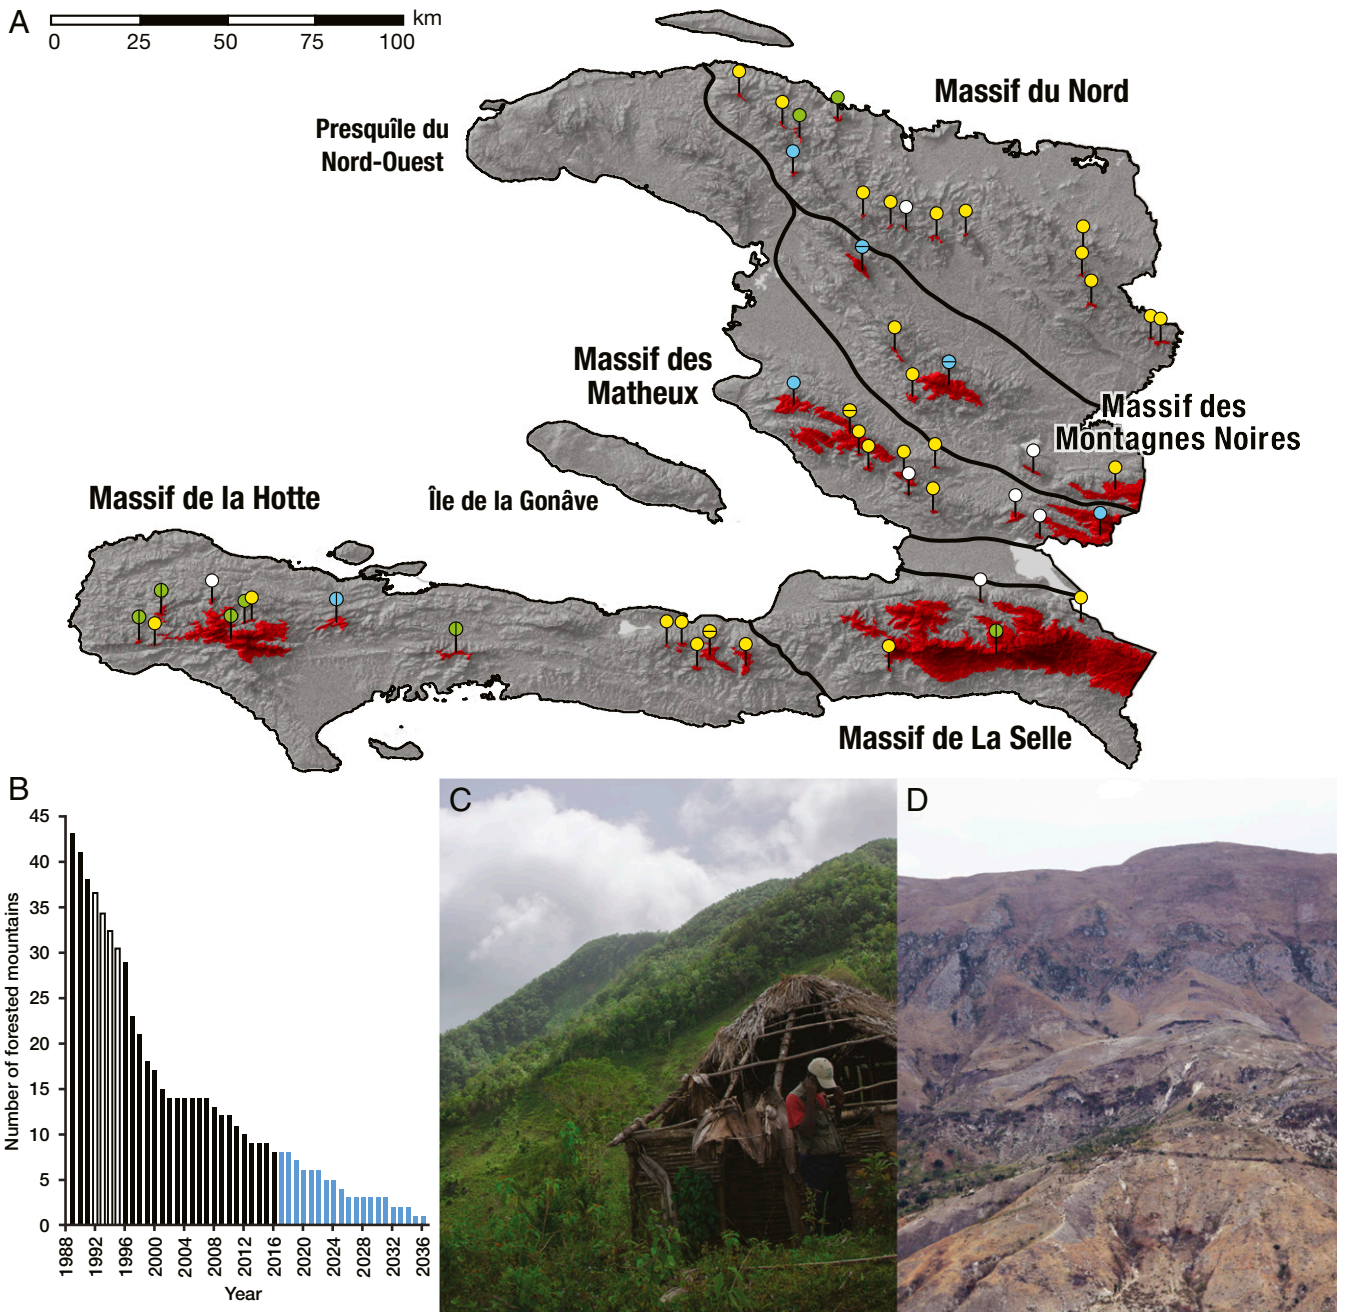 A
km
0 25 50 75 100
Massif du Nord
Presquîle du
Nord-Ouest
Massif des
Matheux
Massif des
Montagnes Noires
Massif de la Hotte
Île de la Gonâve
Massif de La Selle
B
45
40
35
30
25
20
15
10
5
0
Number of forested mountains
1988 1992 1996 2000 2004 2008 2012 2016 2020 2024 2028 2032 2036
Year
C
D